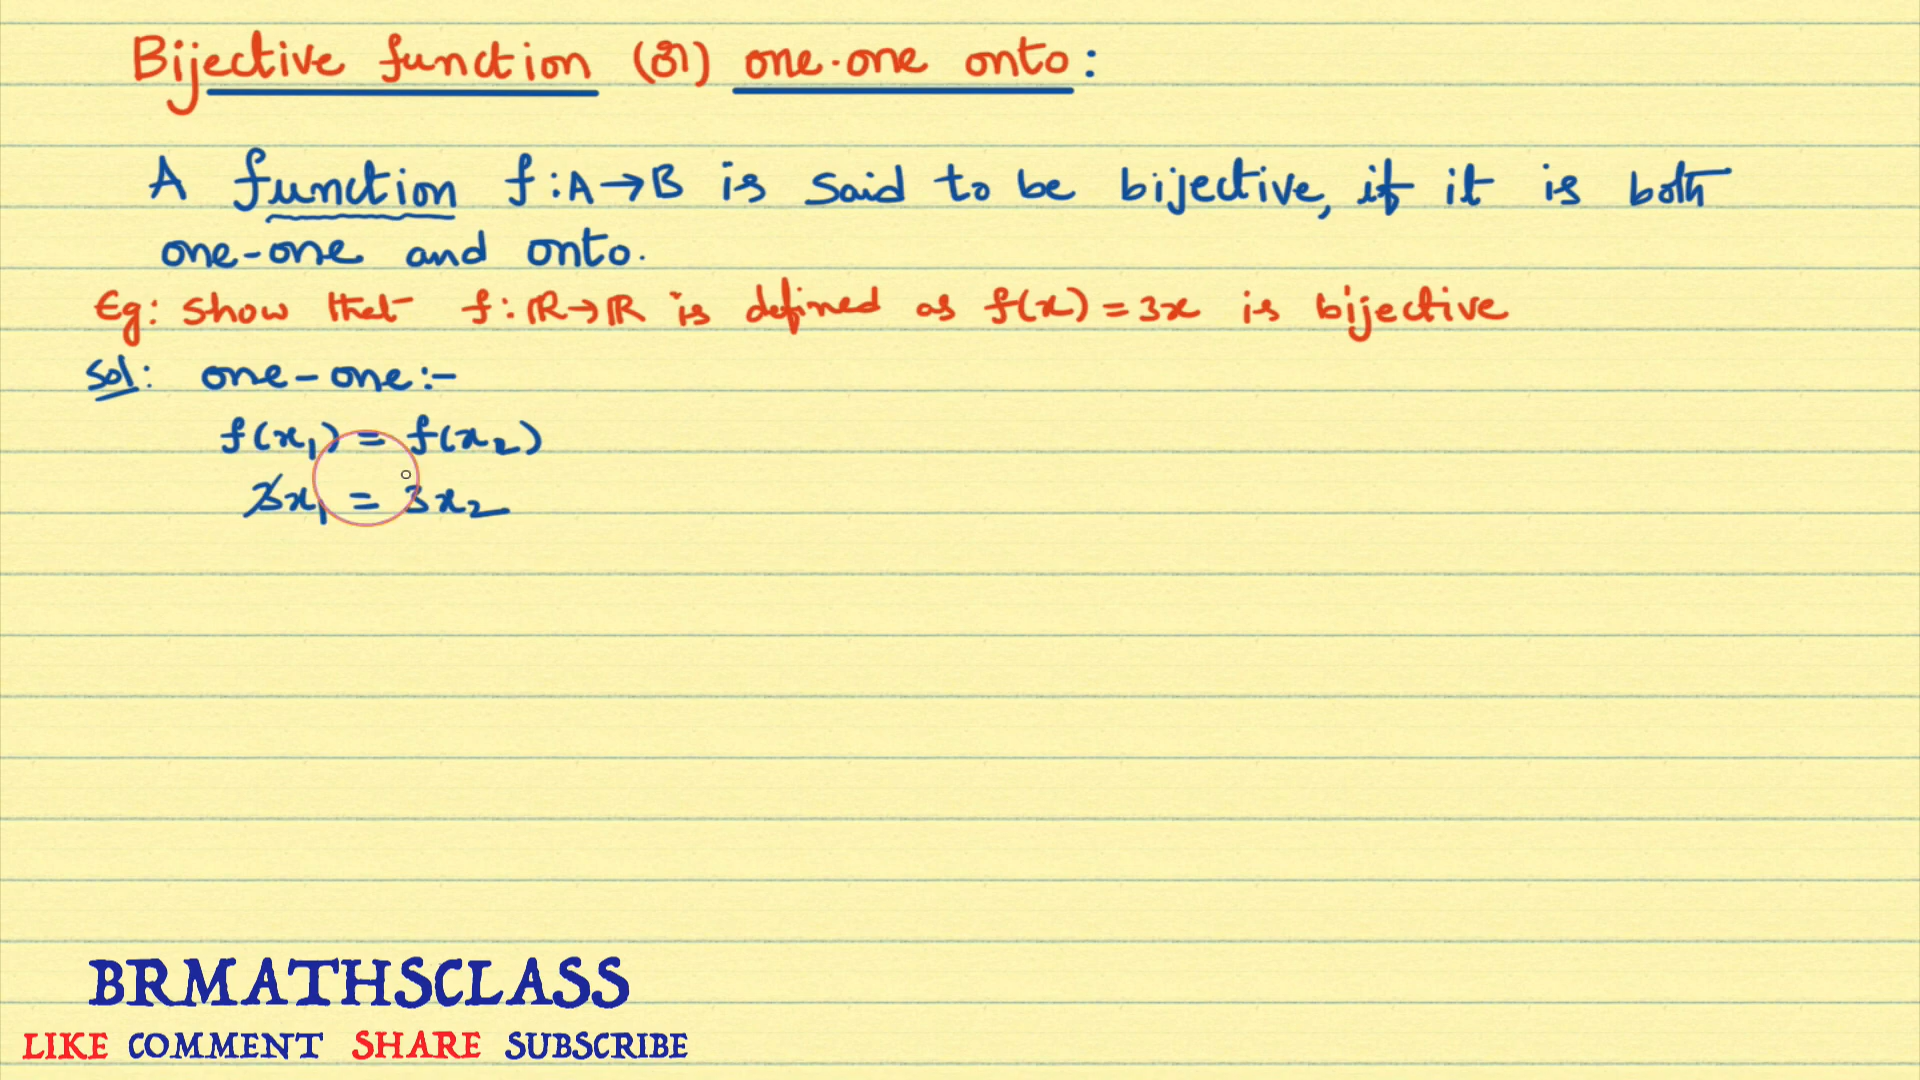 Bijective function (or) one-one onto:
A function f:A→B is said to be bijective, if it is both
one-one and onto.
Eg: show that f:ℝ→ℝ is defined as f(x) = 3x is bijective
Sol: one-one:-
f(x₁) = f(x₂)
3x₁ = 3x₂
BRMATHSCLASS
LIKE COMMENT SHARE SUBSCRIBE